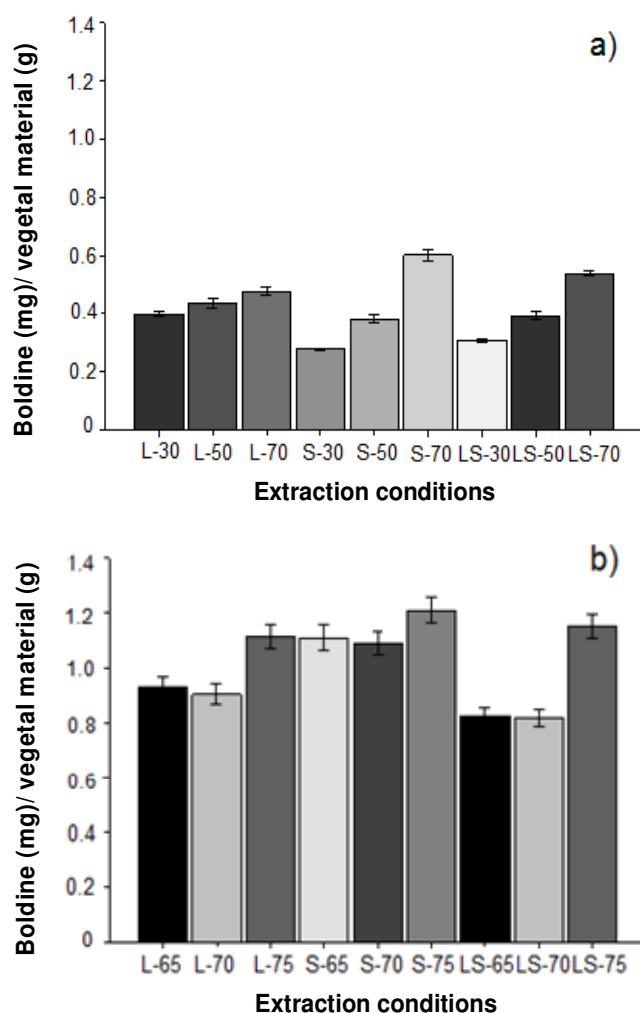 a)
1.4
1.2
1.0
0.8
0.6
0.4
0.2
0
Boldine (mg)/ vegetal material (g)
L-30 L-50 L-70 S-30 S-50 S-70 LS-30 LS-50 LS-70
Extraction conditions
b)
1.4
1.2
1.0
0.8
0.6
0.4
0.2
0
Boldine (mg)/ vegetal material (g)
L-65 L-70 L-75 S-65 S-70 S-75 LS-65 LS-70 LS-75
Extraction conditions